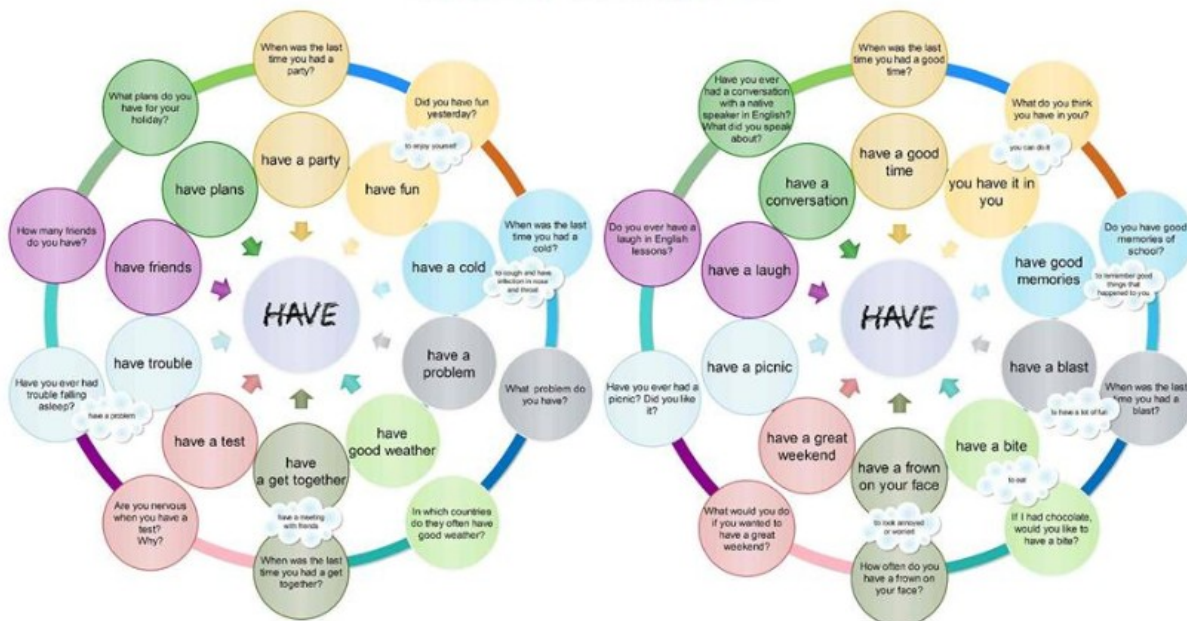 When was the last
time you had a
party?
Did you have fun
yesterday?
to enjoy yourself
When was the last
time you had a
cold?
to cough and have
infection in nose
and throat
What problem do
you have?
In which countries
do they often have
good weather?
When was the last
time you had a get
together?
have a meeting
with friends
Are you nervous
when you have a
test?
Why?
Have you ever had
trouble falling
asleep?
have a problem
How many friends
do you have?
What plans do you
have for your
holiday?
have a party
have fun
have a cold
have a
problem
have
good weather
have
a get together
have a test
have trouble
have friends
have plans
HAVE
When was the last
time you had a good
time?
What do you think
you have in you?
you can do it
Do you have good
memories of
school?
to remember good
things that
happened to you
When was the last
time you had a
blast?
to have a lot of fun
If I had chocolate,
would you like to
have a bite?
to eat
How often do you
have a frown on
your face?
to look annoyed
or worried
What would you do
if you wanted to
have a great
weekend?
Have you ever had a
picnic? Did you like
it?
Do you ever have a
laugh in English
lessons?
Have you ever
had a conversation
with a native
speaker in English?
What did you speak
about?
have a good
time
you have it in
you
have good
memories
have a blast
have a bite
have a frown
on your face
have a great
weekend
have a picnic
have a laugh
have a
conversation
HAVE